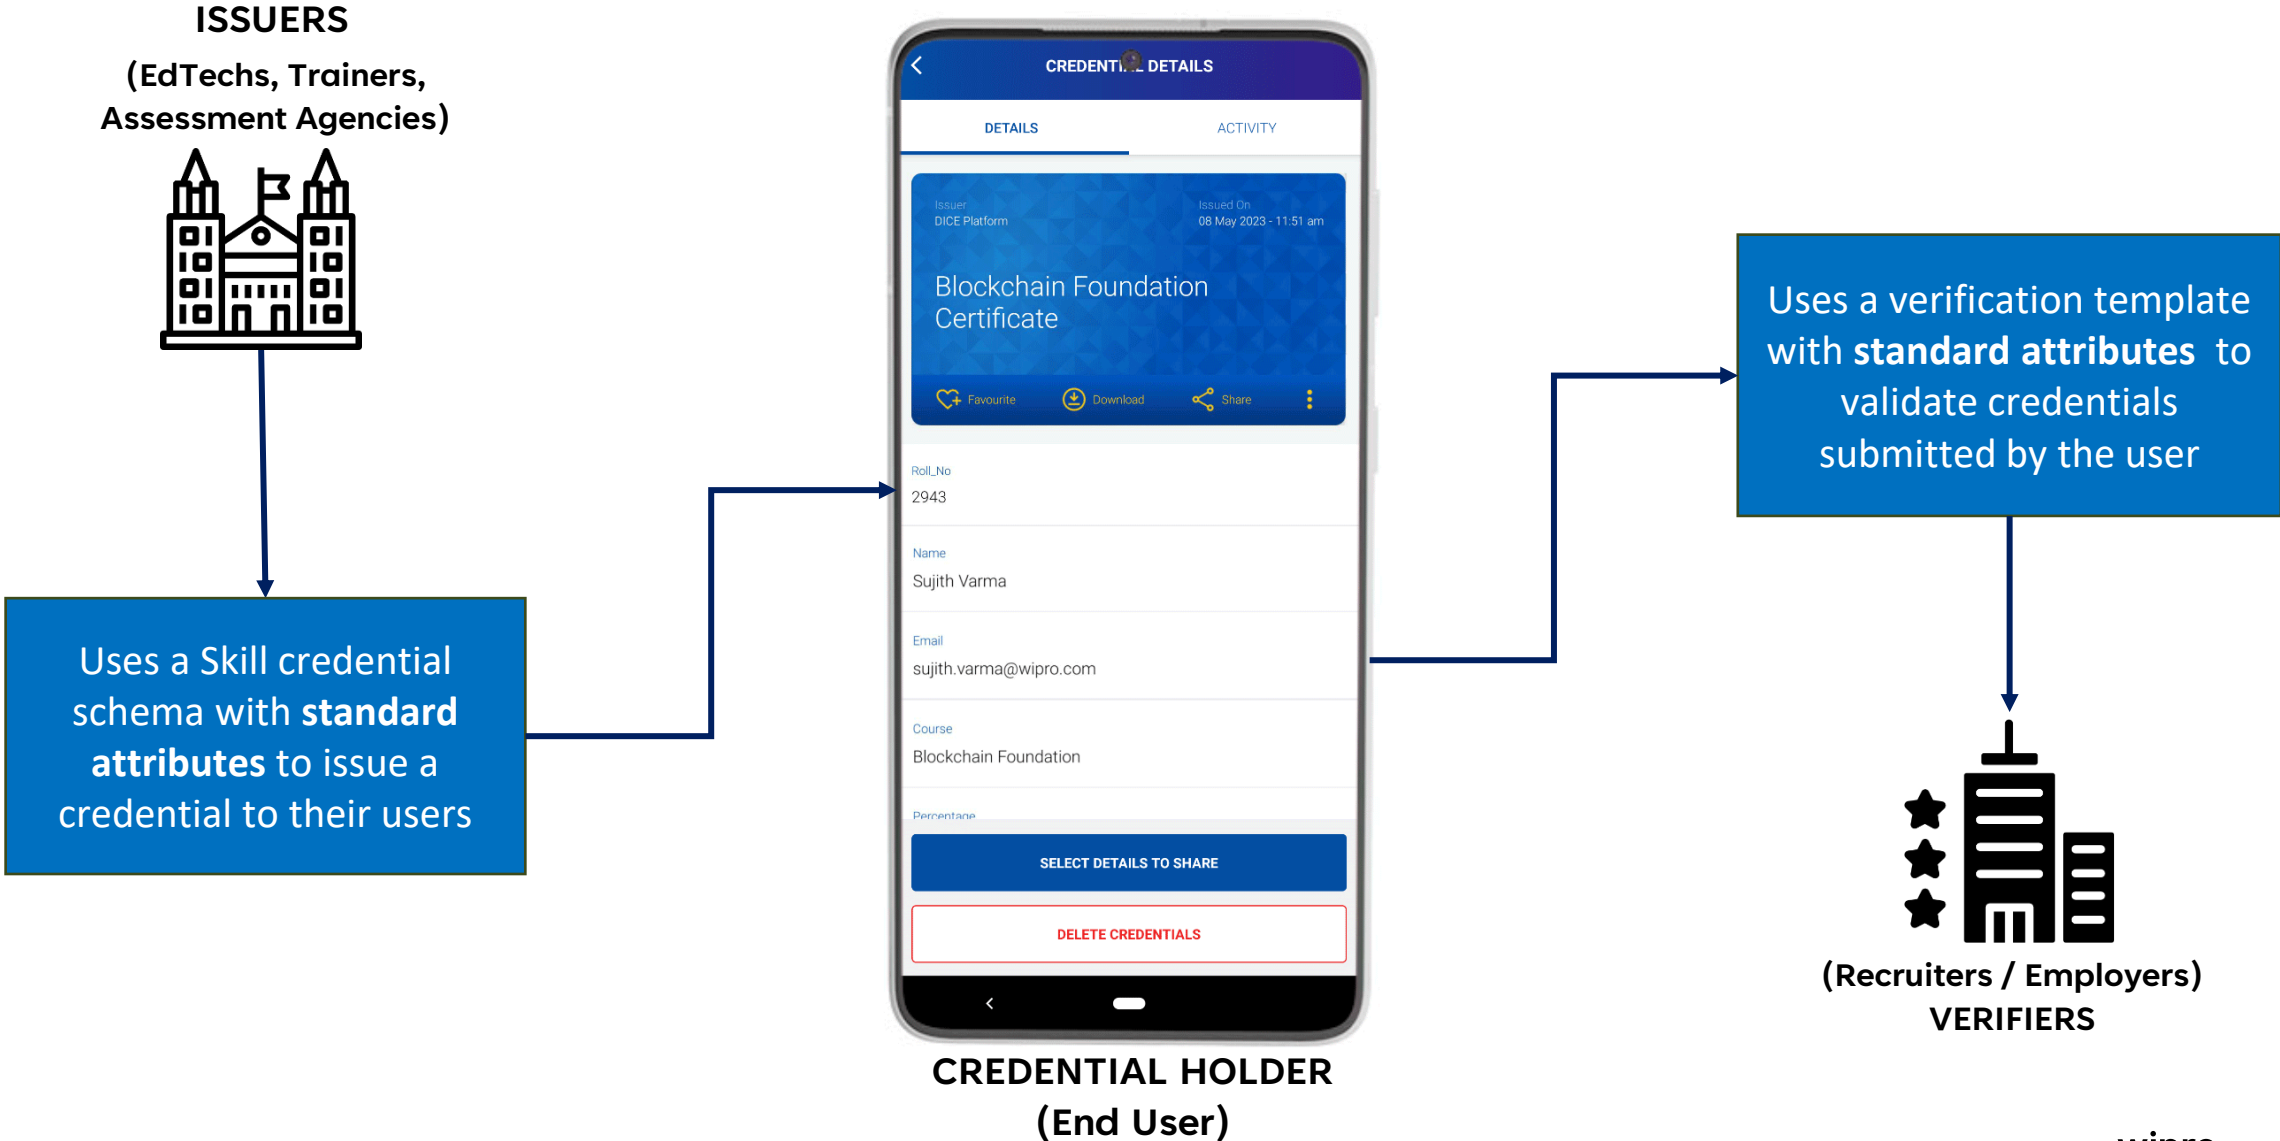 ISSUERS
(EdTechs, Trainers,
Assessment Agencies)
Uses a Skill credential
schema with standard
attributes to issue a
credential to their users
CREDENTIAL DETAILS
DETAILS
ACTIVITY
Issuer
DICE Platform
Issued On
08 May 2023 - 11:51 am
Blockchain Foundation
Certificate
Favourite
Download
Share
Roll_No
2943
Name
Sujith Varma
Email
sujith.varma@wipro.com
Course
Blockchain Foundation
Percentage
SELECT DETAILS TO SHARE
DELETE CREDENTIALS
CREDENTIAL HOLDER
(End User)
Uses a verification template
with standard attributes to
validate credentials
submitted by the user
(Recruiters / Employers)
VERIFIERS
wipro